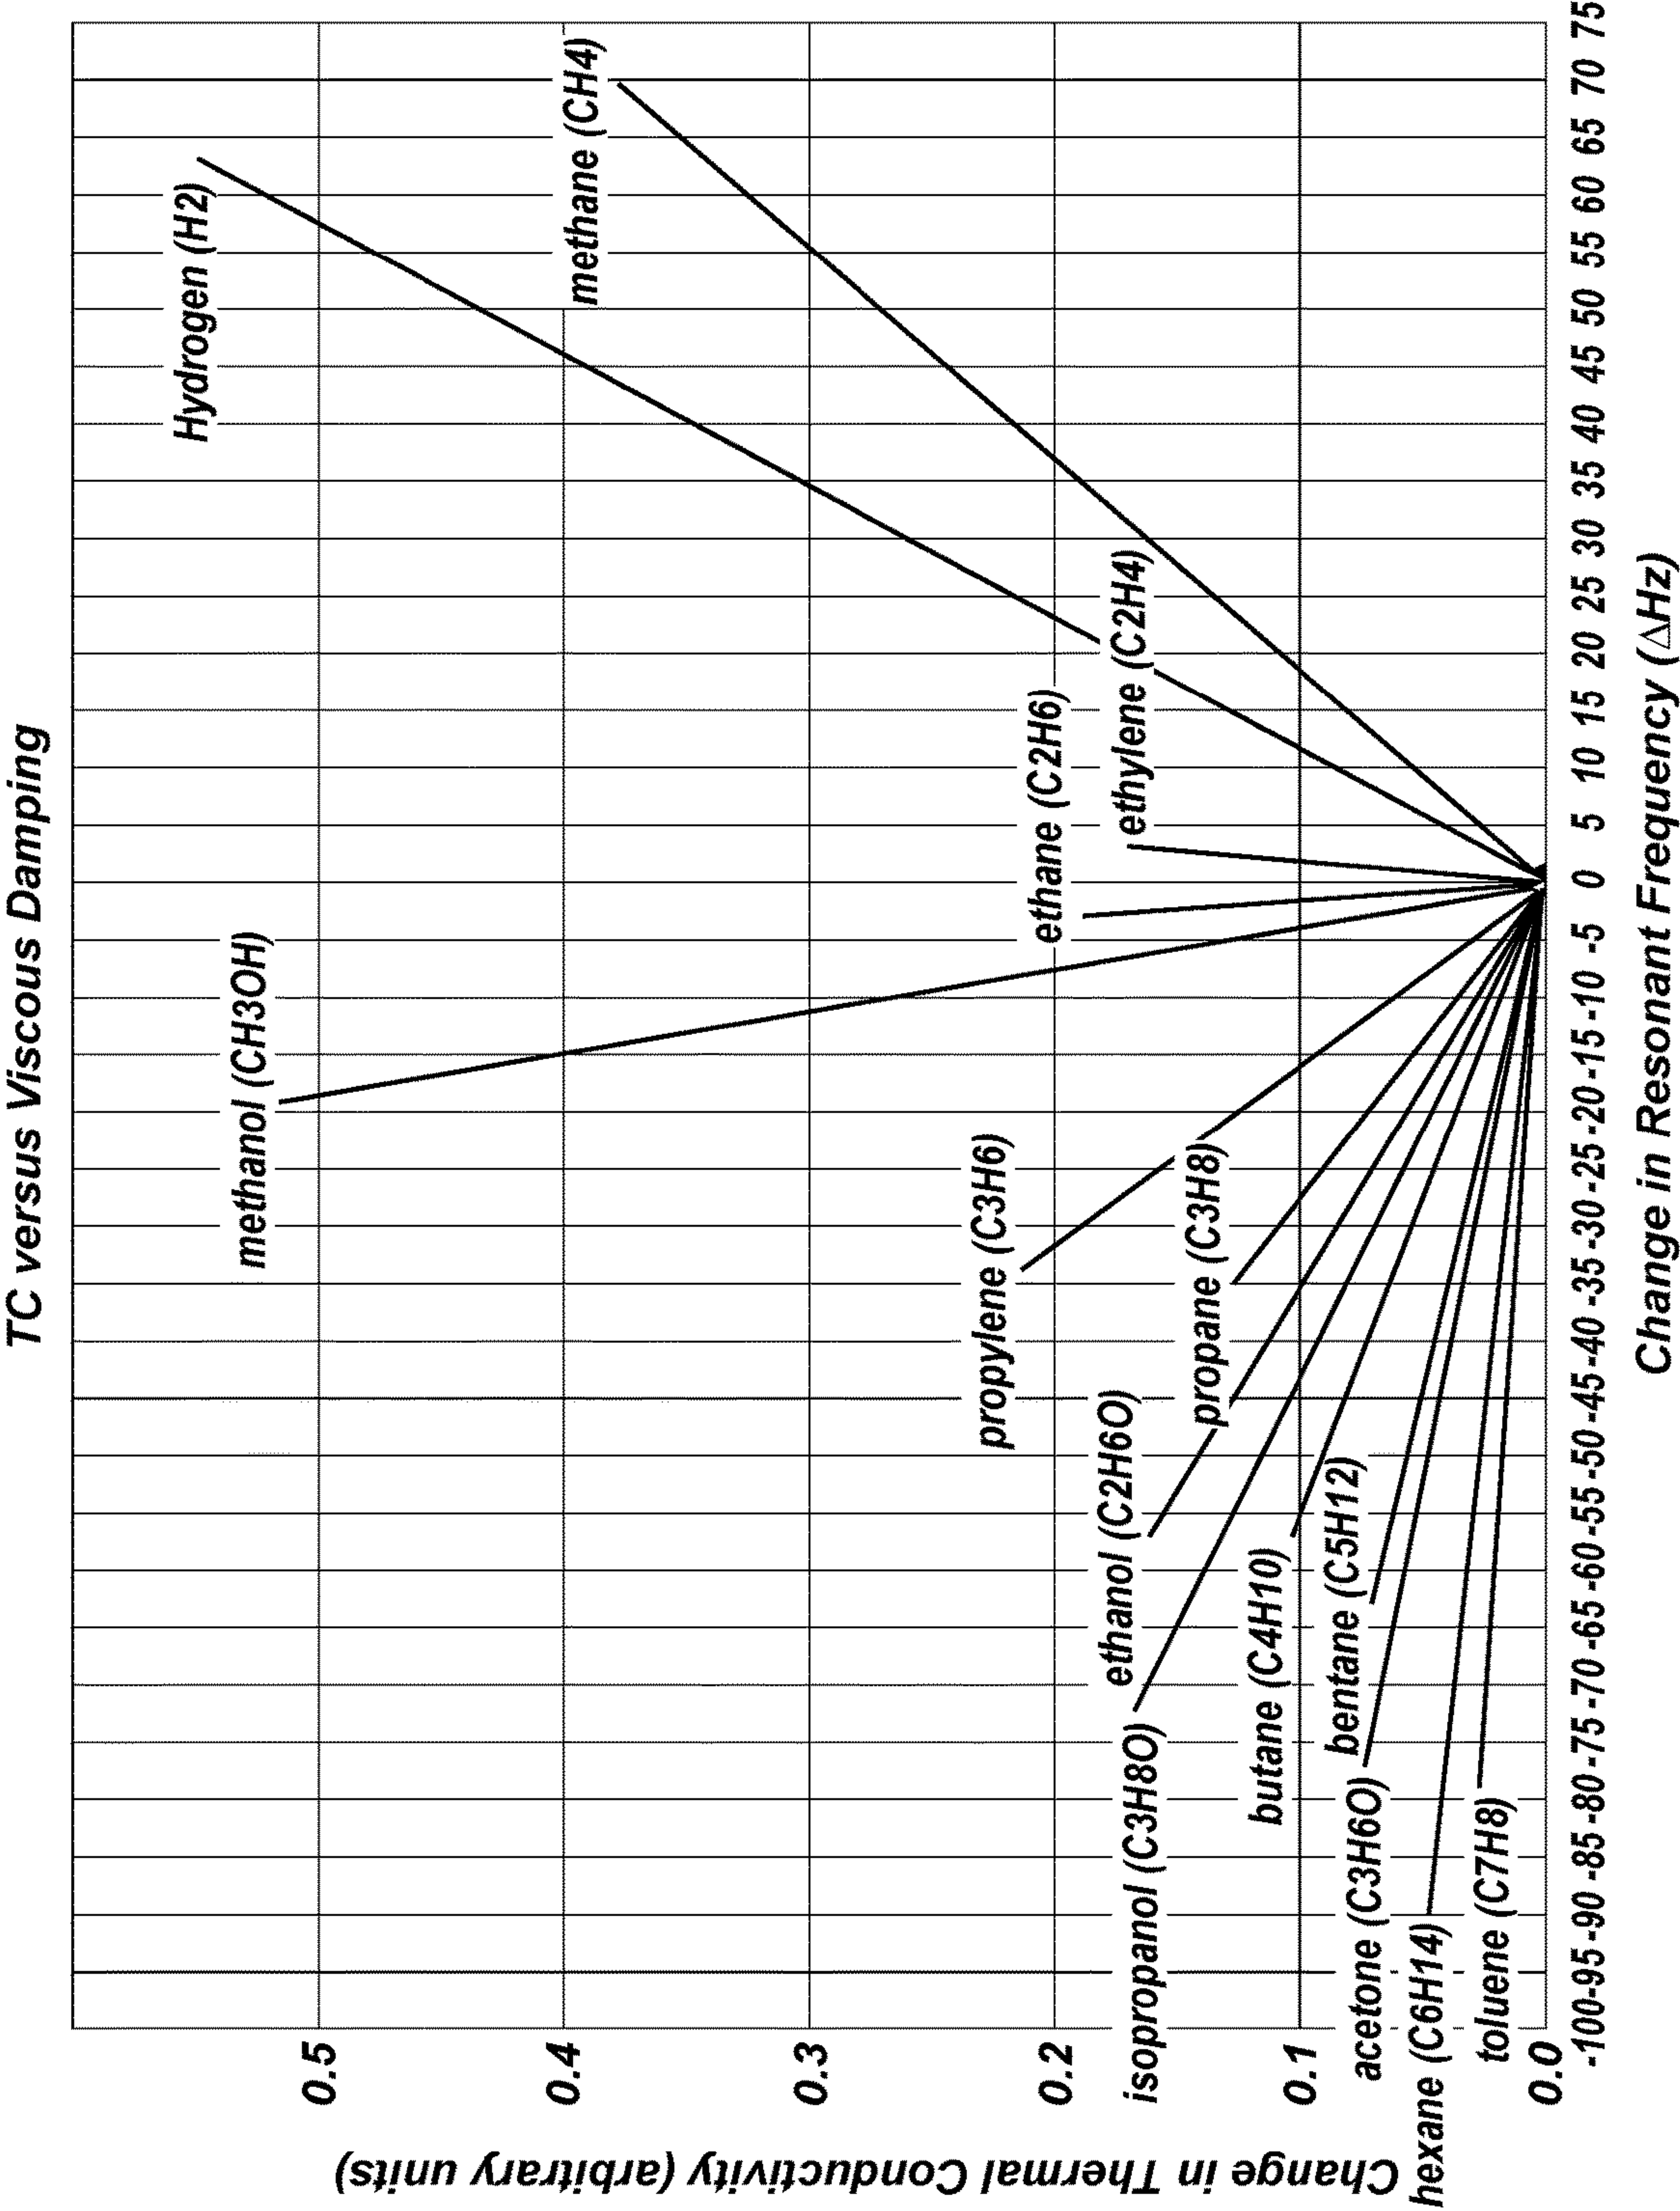 TC versus Viscous Damping
Change in Thermal Conductivity (arbitrary units)
0.5
0.4
0.3
0.2
0.1
0.0
Hydrogen (H2)
methanol (CH3OH)
methane (CH4)
propylene (C3H6)
ethane (C2H6)
ethanol (C2H6O)
ethylene (C2H4)
isopropanol (C3H8O)
propane (C3H8)
butane (C4H10)
bentane (C5H12)
acetone (C3H6O)
hexane (C6H14)
toluene (C7H8)
-100 -95 -90 -85 -80 -75 -70 -65 -60 -55 -50 -45 -40 -35 -30 -25 -20 -15 -10 -5 0 5 10 15 20 25 30 35 40 45 50 55 60 65 70 75
Change in Resonant Frequency (△Hz)